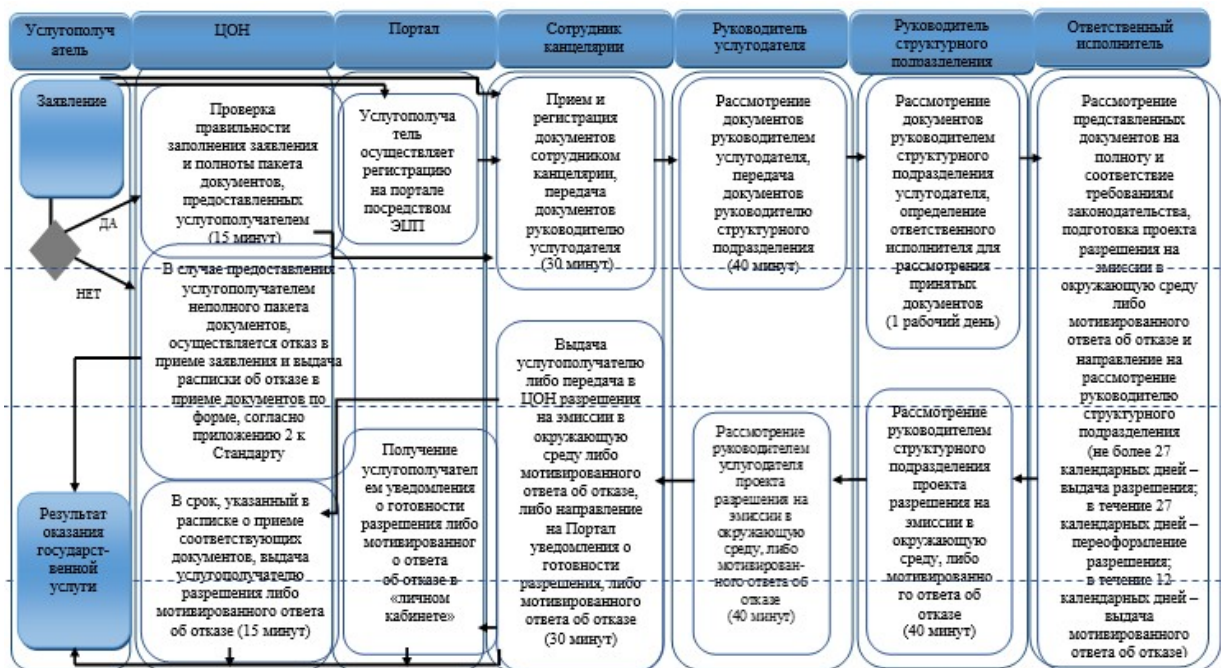 Услугополуч
атель
ЦОН
Портал
Сотрудник
канцелярии
Руководитель
услугодателя
Руководитель
структурного
подразделения
Ответственный
исполнитель
Заявление
ДА
НЕТ
Результат
оказания
государст-
венной
услуги
Проверка
правильности
заполнения заявления
и полноты пакета
документов,
предоставленных
услугополучателем
(15 минут)
В случае предоставления
услугополучателем
неполного пакета
документов,
осуществляется отказ в
приеме заявления и выдача
расписки об отказе в
приеме документов по
форме, согласно
приложению 2 к
Стандарту
В срок, указанный в
расписке о приеме
соответствующих
документов, выдача
услугополучателю
разрешения либо
мотивированного ответа
об отказе (15 минут)
Услугополуча
тель
осуществляет
регистрацию
на портале
посредством
ЭЦП
Получение
услугополучател
ем уведомления
о готовности
разрешения либо
мотивированног
о ответа
об отказе в
«личном
кабинете»
Прием и
регистрация
документов
сотрудником
канцелярии,
передача
документов
руководителю
услугодателя
(30 минут)
Выдача
услугополучателю
либо передача в
ЦОН разрешения
на эмиссии в
окружающую
среду либо
мотивированного
ответа об отказе,
либо направление
на Портал
уведомления о
готовности
разрешения, либо
мотивированного
ответа об отказе
(30 минут)
Рассмотрение
документов
руководителем
услугодателя,
передача
документов
руководителю
структурного
подразделения
(40 минут)
Рассмотрение
руководителем
услугодателя
проекта
разрешения на
эмиссии в
окружающую
среду, либо
мотивирован-
ного ответа об
отказе
(40 минут)
Рассмотрение
документов
руководителем
структурного
подразделения
услугодателя,
определение
ответственного
исполнителя для
рассмотрения
принятых
документов
(1 рабочий день)
Рассмотрение
руководителем
структурного
подразделения
проекта
разрешения на
эмиссии в
окружающую
среду, либо
мотивированно
го ответа об
отказе
(40 минут)
Рассмотрение
представленных
документов на
полноту и
соответствие
требованиям
законодательства,
подготовка проекта
разрешения на
эмиссии в
окружающую среду
либо
мотивированного
ответа об отказе и
направление на
рассмотрение
руководителю
структурного
подразделения
(не более 27
календарных дней –
выдача разрешения;
в течение 27
календарных дней –
переоформление
разрешения;
в течение 12
календарных дней –
выдача
мотивированного
ответа об отказе)